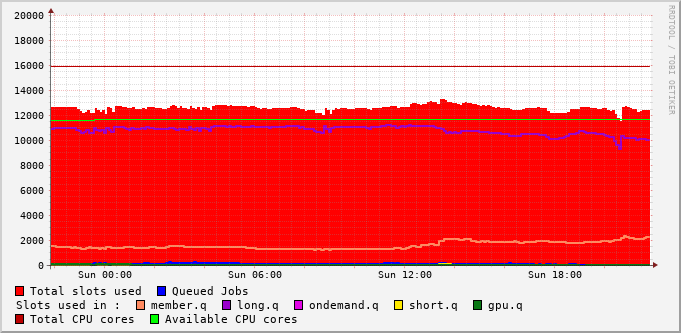 20000
18000
16000
14000
12000
10000
8000
6000
4000
2000
0
Sun 00:00 Sun 06:00 Sun 12:00 Sun 18:00
Total slots used Queued Jobs
Slots used in : member.q long.q ondemand.q short.q gpu.q
Total CPU cores Available CPU cores
RRDTOOL / TOBI OETIKER